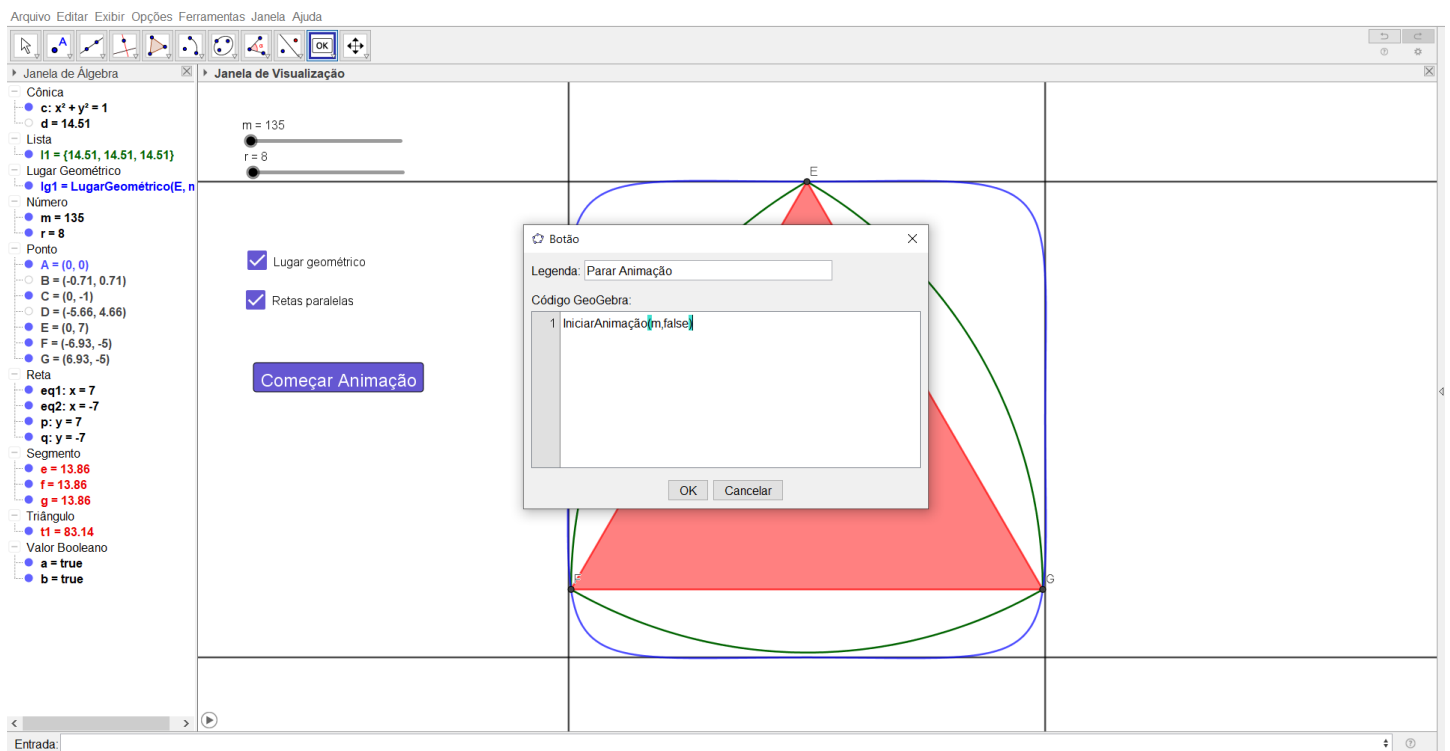 Arquivo Editar Exibir Opções Ferramentas Janela Ajuda
A
α
OK
Janela de Álgebra
Janela de Visualização
Cônica
c: x² + y² = 1
d = 14.51
Lista
l1 = {14.51, 14.51, 14.51}
Lugar Geométrico
lg1 = LugarGeométrico(E, n
Número
m = 135
r = 8
Ponto
A = (0, 0)
B = (-0.71, 0.71)
C = (0, -1)
D = (-5.66, 4.66)
E = (0, 7)
F = (-6.93, -5)
G = (6.93, -5)
Reta
eq1: x = 7
eq2: x = -7
p: y = 7
q: y = -7
Segmento
e = 13.86
f = 13.86
g = 13.86
Triângulo
t1 = 83.14
Valor Booleano
a = true
b = true
m = 135
r = 8
Lugar geométrico
Retas paralelas
Começar Animação
E
F
G
Botão
Legenda: Parar Animação
Código GeoGebra:
1 IniciarAnimação(m,false)
OK Cancelar
Entrada: